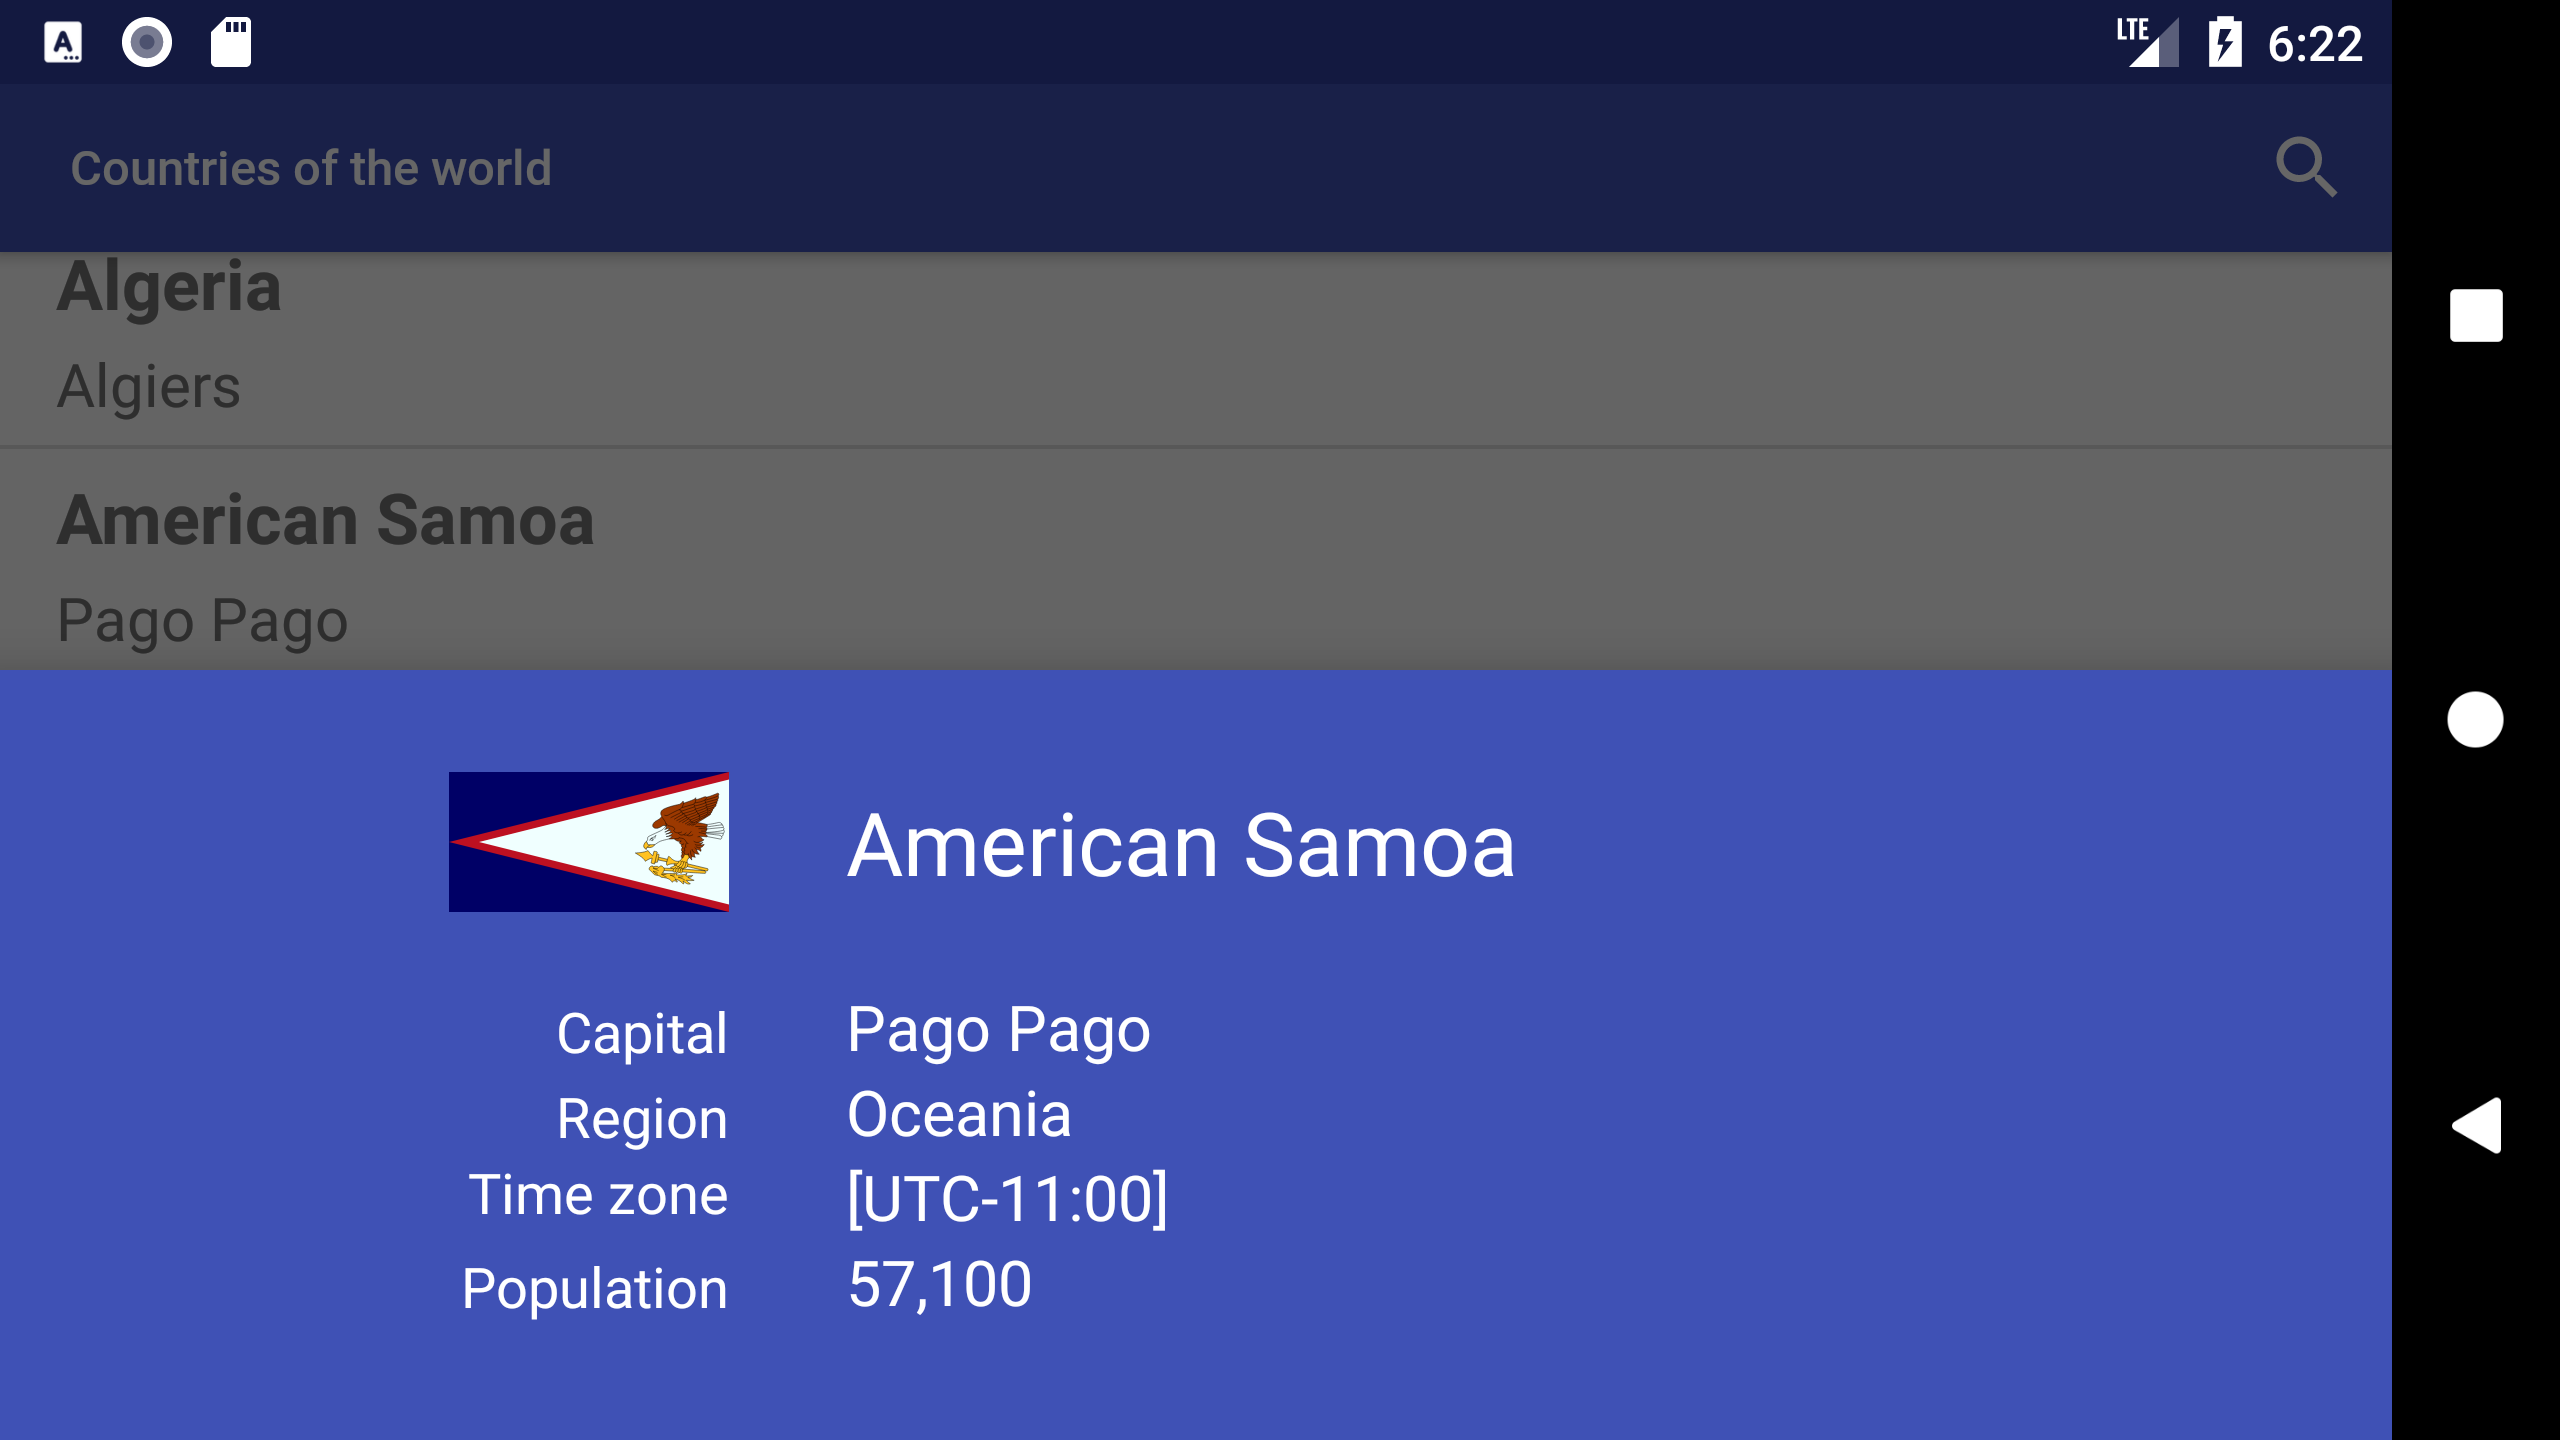 A
LTE
6:22
Countries of the world
Algeria
Algiers
American Samoa
Pago Pago
American Samoa
Capital
Pago Pago
Region
Oceania
Time zone
[UTC-11:00]
Population
57,100